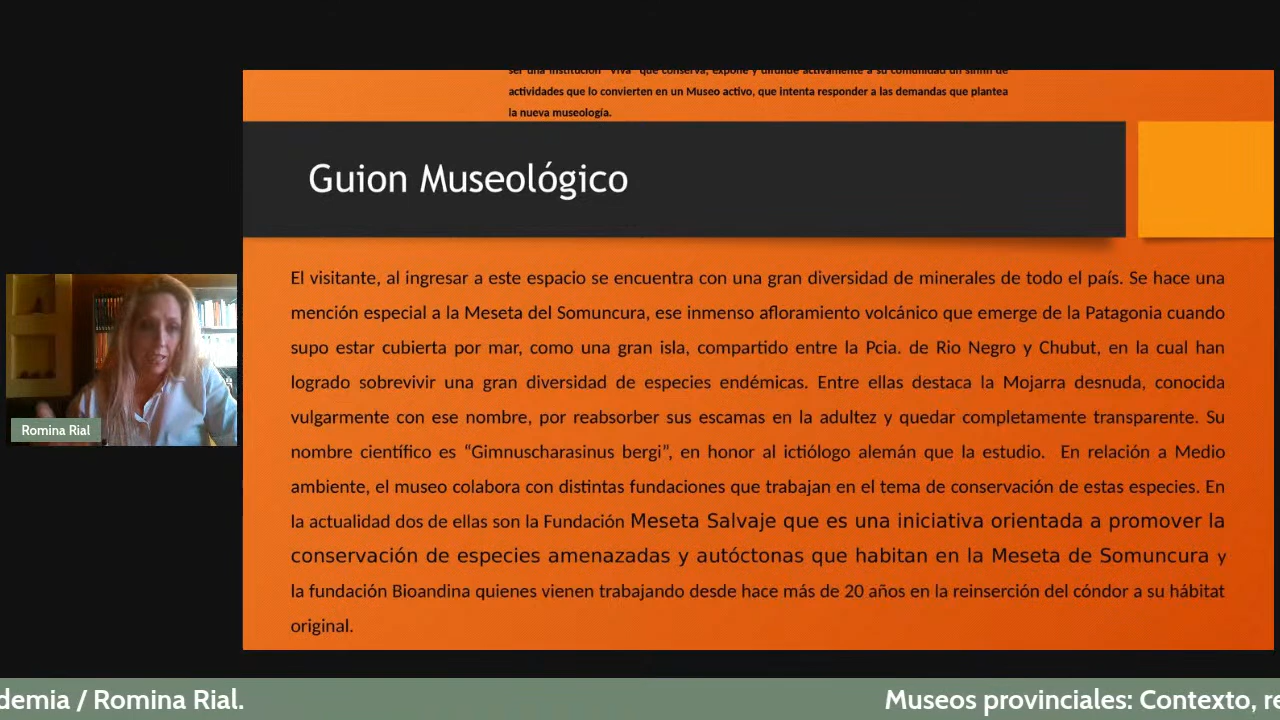 ser una institución "viva" que conserva, expone y difunde activamente a su comunidad un sinfín de
actividades que lo convierten en un Museo activo, que intenta responder a las demandas que plantea
la nueva museología.
Guion Museológico
El visitante, al ingresar a este espacio se encuentra con una gran diversidad de minerales de todo el país. Se hace una
mención especial a la Meseta del Somuncura, ese inmenso afloramiento volcánico que emerge de la Patagonia cuando
supo estar cubierta por mar, como una gran isla, compartido entre la Pcia. de Rio Negro y Chubut, en la cual han
logrado sobrevivir una gran diversidad de especies endémicas. Entre ellas destaca la Mojarra desnuda, conocida
vulgarmente con ese nombre, por reabsorber sus escamas en la adultez y quedar completamente transparente. Su
nombre científico es “Gimnuscharasinus bergi”, en honor al ictiólogo alemán que la estudio. En relación a Medio
ambiente, el museo colabora con distintas fundaciones que trabajan en el tema de conservación de estas especies. En
la actualidad dos de ellas son la Fundación Meseta Salvaje que es una iniciativa orientada a promover la
conservación de especies amenazadas y autóctonas que habitan en la Meseta de Somuncura y
la fundación Bioandina quienes vienen trabajando desde hace más de 20 años en la reinserción del cóndor a su hábitat
original.
Romina Rial
demia / Romina Rial.
Museos provinciales: Contexto, re